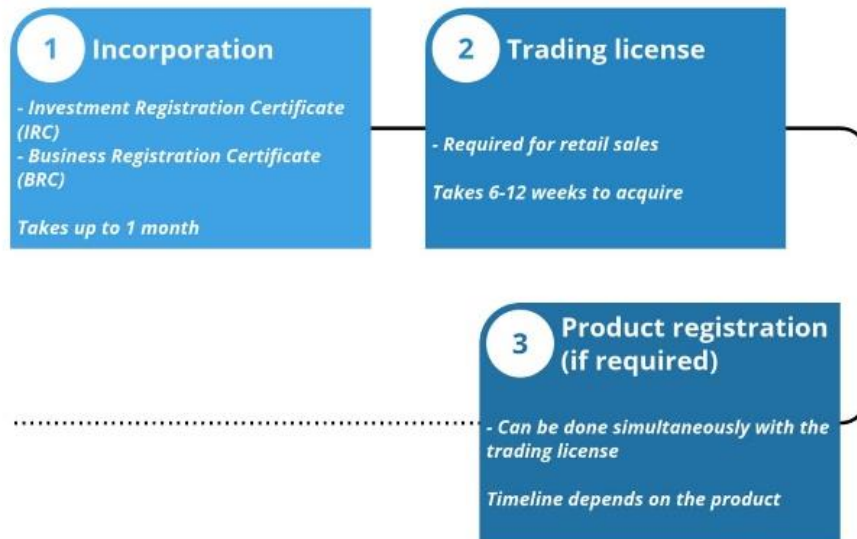 1
Incorporation
- Investment Registration Certificate
(IRC)
- Business Registration Certificate
(BRC)
Takes up to 1 month
2
Trading license
- Required for retail sales
Takes 6-12 weeks to acquire
3
Product registration
(if required)
- Can be done simultaneously with the
trading license
Timeline depends on the product